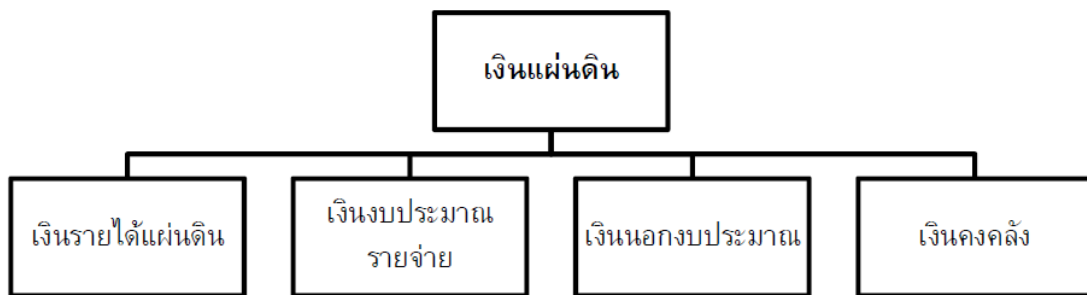 เงินแผ่นดิน
เงินรายได้แผ่นดิน
เงินงบประมาณ
รายจ่าย
เงินนอกงบประมาณ
เงินคงคลัง